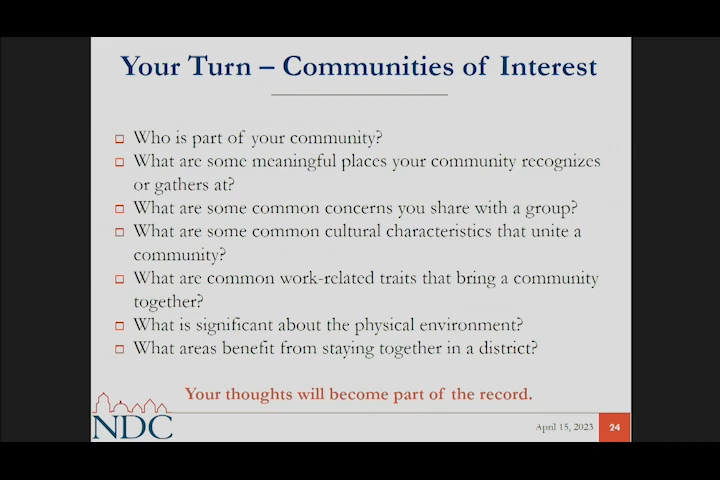 Your Turn – Communities of Interest
Who is part of your community?
What are some meaningful places your community recognizes
or gathers at?
What are some common concerns you share with a group?
What are some common cultural characteristics that unite a
community?
What are common work-related traits that bring a community
together?
What is significant about the physical environment?
What areas benefit from staying together in a district?
Your thoughts will become part of the record.
NDC
April 15, 2023
24